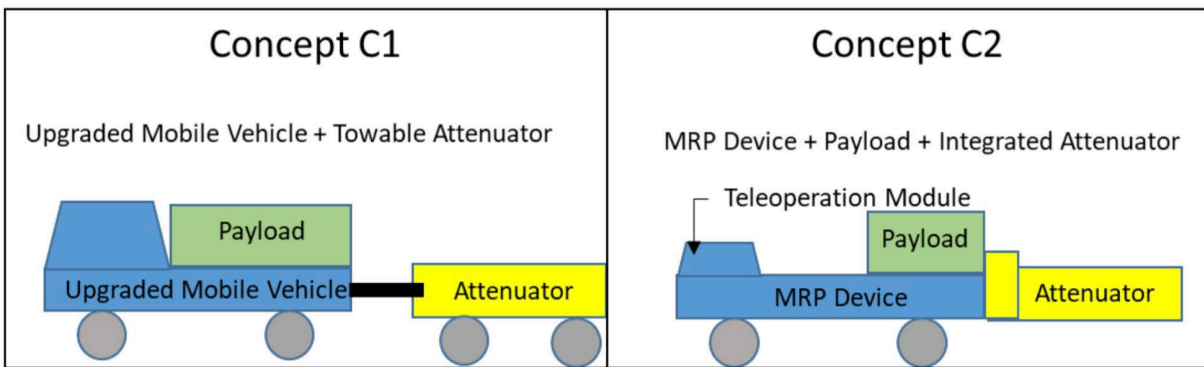 Concept C1
Upgraded Mobile Vehicle + Towable Attenuator
Payload
Upgraded Mobile Vehicle
Attenuator
Concept C2
MRP Device + Payload + Integrated Attenuator
Teleoperation Module
Payload
MRP Device
Attenuator